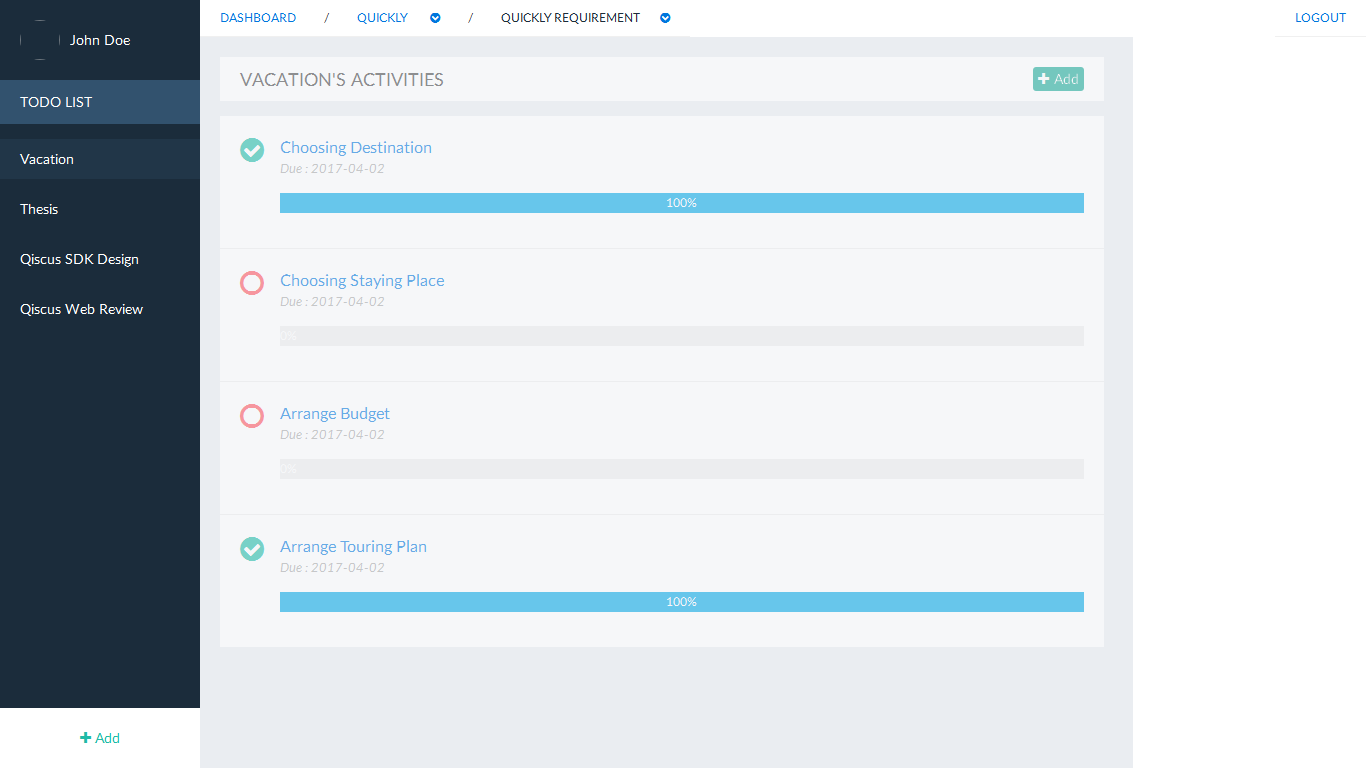 John Doe
DASHBOARD / QUICKLY / QUICKLY REQUIREMENT LOGOUT
TODO LIST
Vacation
Thesis
Qiscus SDK Design
Qiscus Web Review
Add
VACATION'S ACTIVITIES
Add
Choosing Destination
Due : 2017-04-02
100%
Choosing Staying Place
Due : 2017-04-02
0%
Arrange Budget
Due : 2017-04-02
0%
Arrange Touring Plan
Due : 2017-04-02
100%